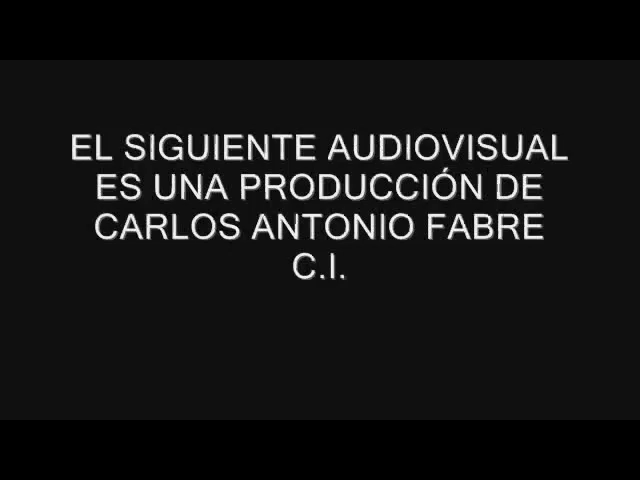 EL SIGUIENTE AUDIOVISUAL
ES UNA PRODUCCIÓN DE
CARLOS ANTONIO FABRE
C.I.